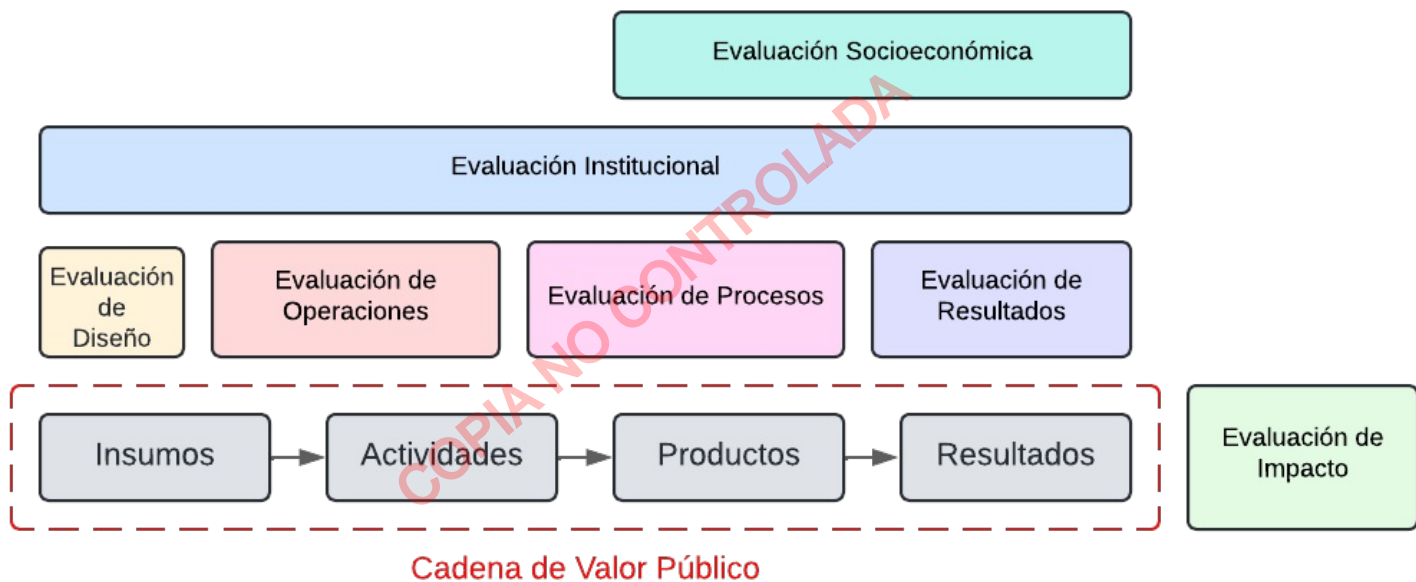 Evaluación Socioeconómica
Evaluación Institucional
Evaluación
de
Diseño
Evaluación de
Operaciones
Evaluación de Procesos
Evaluación de
Resultados
Insumos
Actividades
Productos
Resultados
Evaluación de
Impacto
Cadena de Valor Público
COPIA NO CONTROLADA